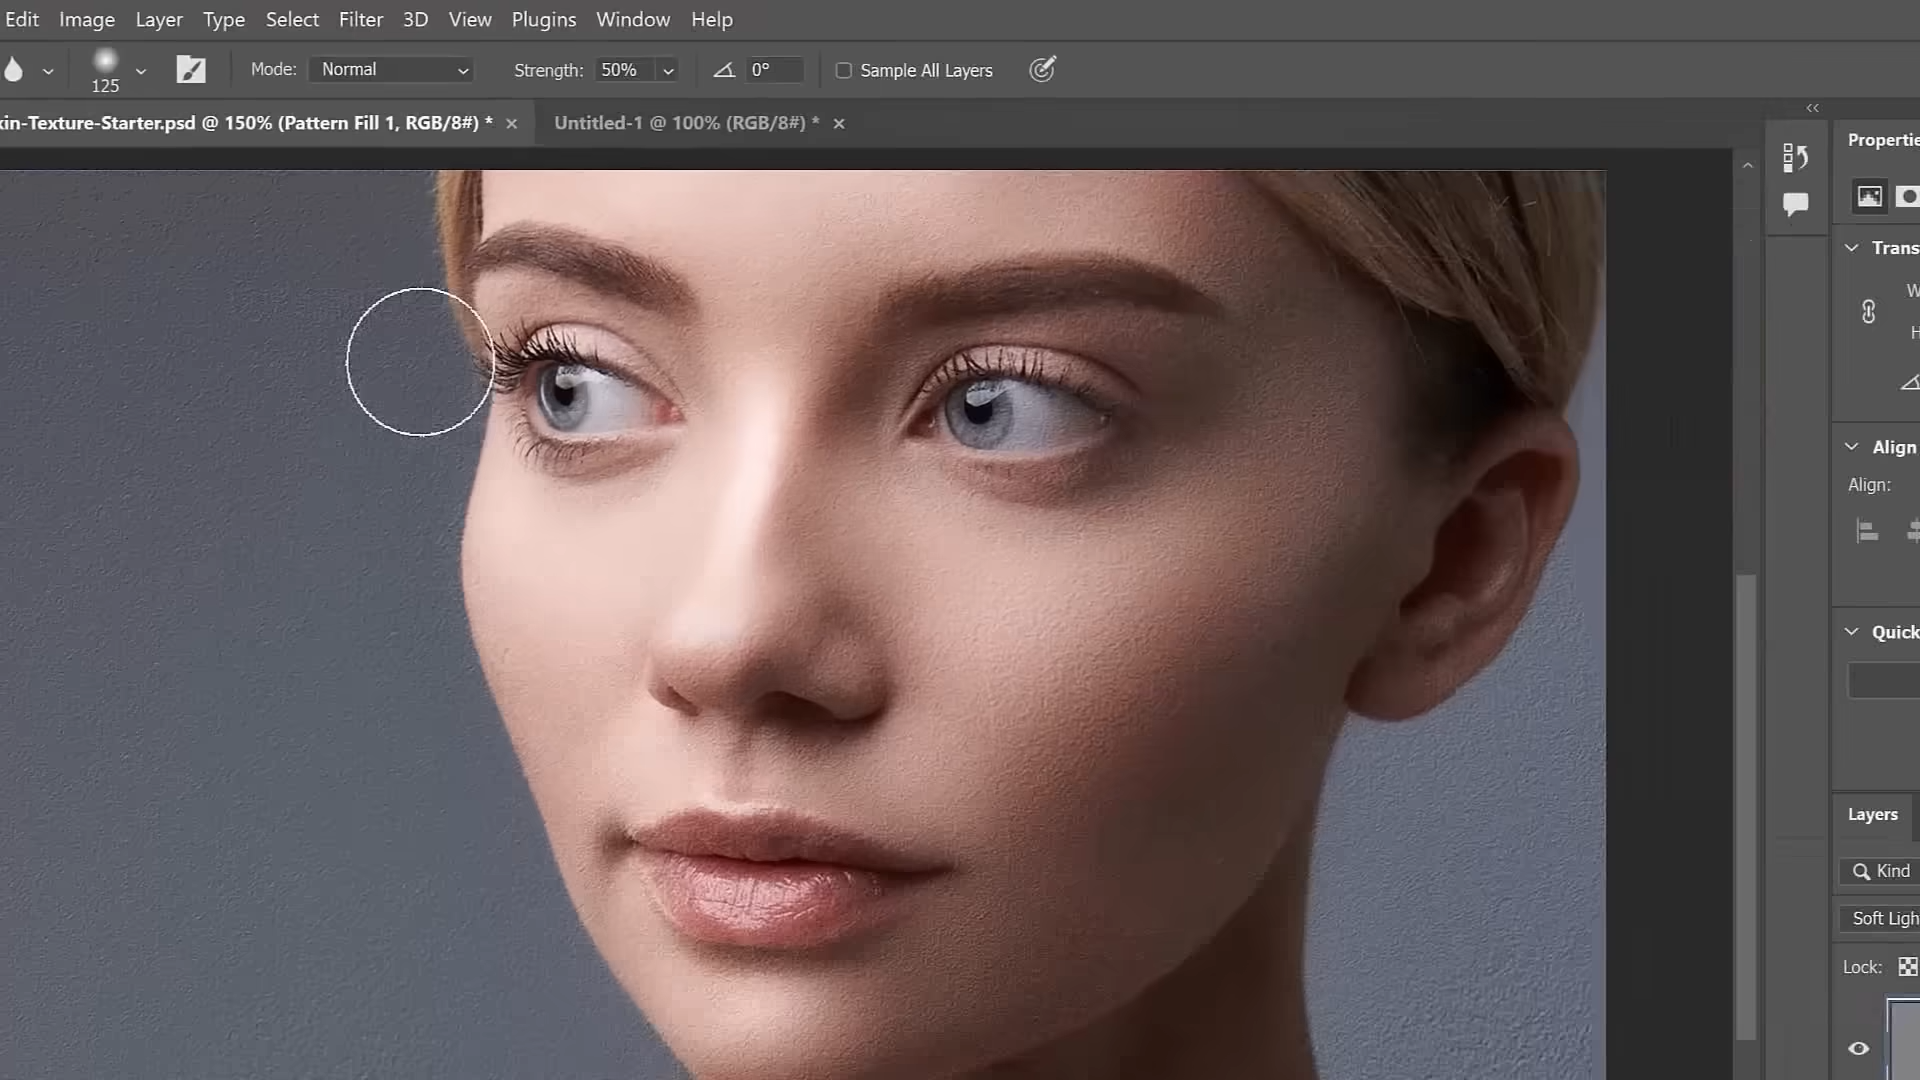 Edit Image Layer Type Select Filter 3D View Plugins Window Help
125 Mode: Normal Strength: 50% 0° Sample All Layers
kin-Texture-Starter.psd @ 150% (Pattern Fill 1, RGB/8#) * × Untitled-1 @ 100% (RGB/8#) * ×
Propertie
Trans
W
H
Align
Align:
Quick
Layers
Kind
Soft Ligh
Lock: